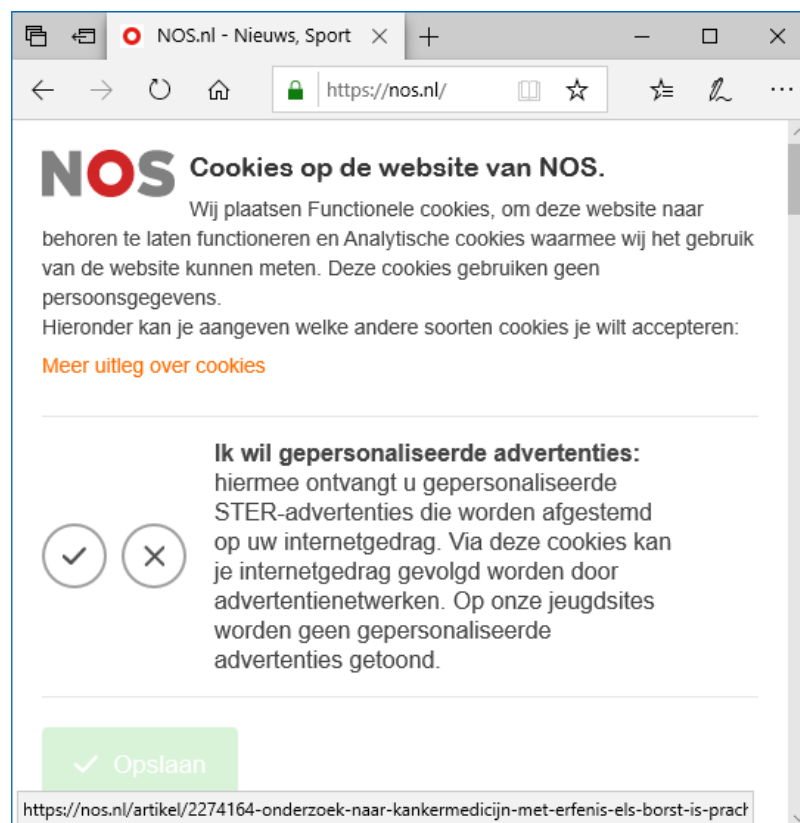 NOS.nl - Nieuws, Sport
https://nos.nl/
NOS
Cookies op de website van NOS.
Wij plaatsen Functionele cookies, om deze website naar
behoren te laten functioneren en Analytische cookies waarmee wij het gebruik
van de website kunnen meten. Deze cookies gebruiken geen
persoonsgegevens.
Hieronder kan je aangeven welke andere soorten cookies je wilt accepteren:
Meer uitleg over cookies
Ik wil gepersonaliseerde advertenties:
hiermee ontvangt u gepersonaliseerde
STER-advertenties die worden afgestemd
op uw internetgedrag. Via deze cookies kan
je internetgedrag gevolgd worden door
advertentienetwerken. Op onze jeugdsites
worden geen gepersonaliseerde
advertenties getoond.
Opslaan
https://nos.nl/artikel/2274164-onderzoek-naar-kankermedicijn-met-erfenis-els-borst-is-prach